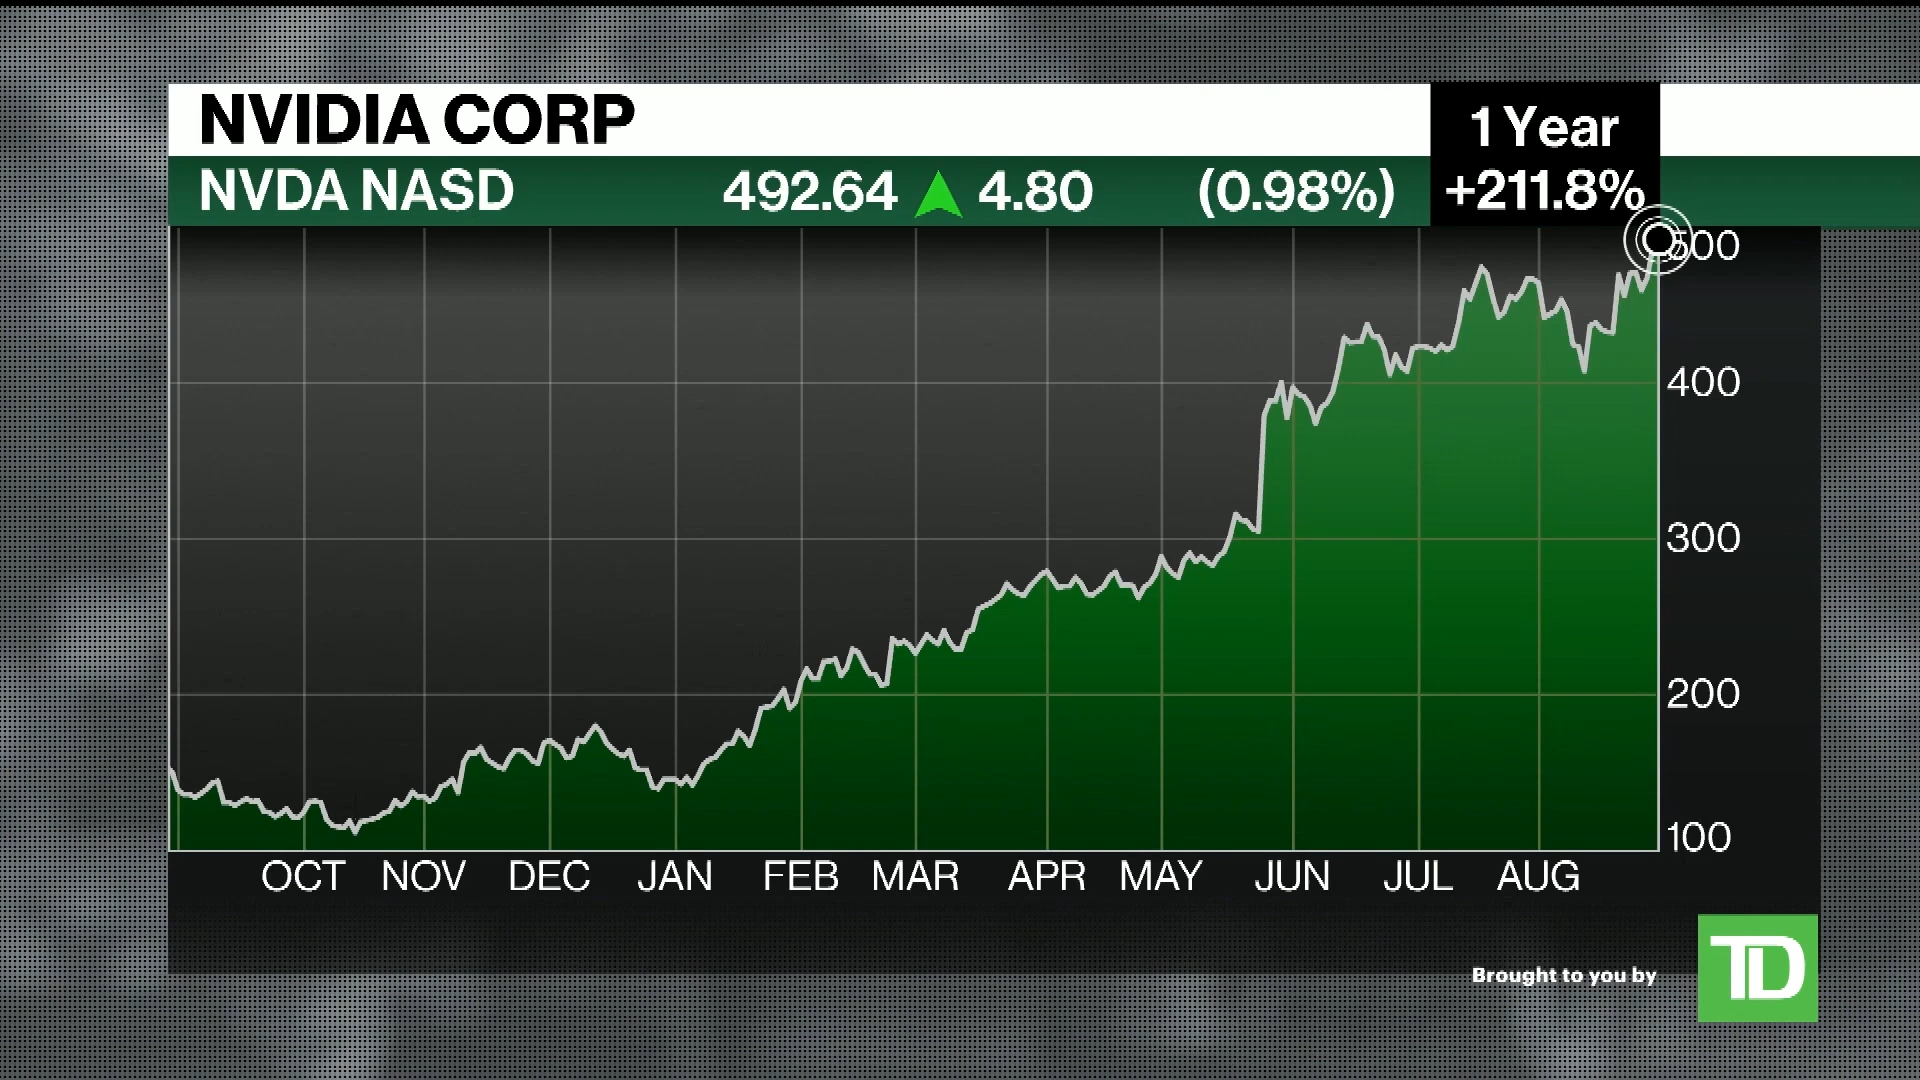 NVIDIA CORP
1 Year
NVDA NASD 492.64 ▲ 4.80 (0.98%) +211.8%
500
400
300
200
100
OCT NOV DEC JAN FEB MAR APR MAY JUN JUL AUG
Brought to you by
TD